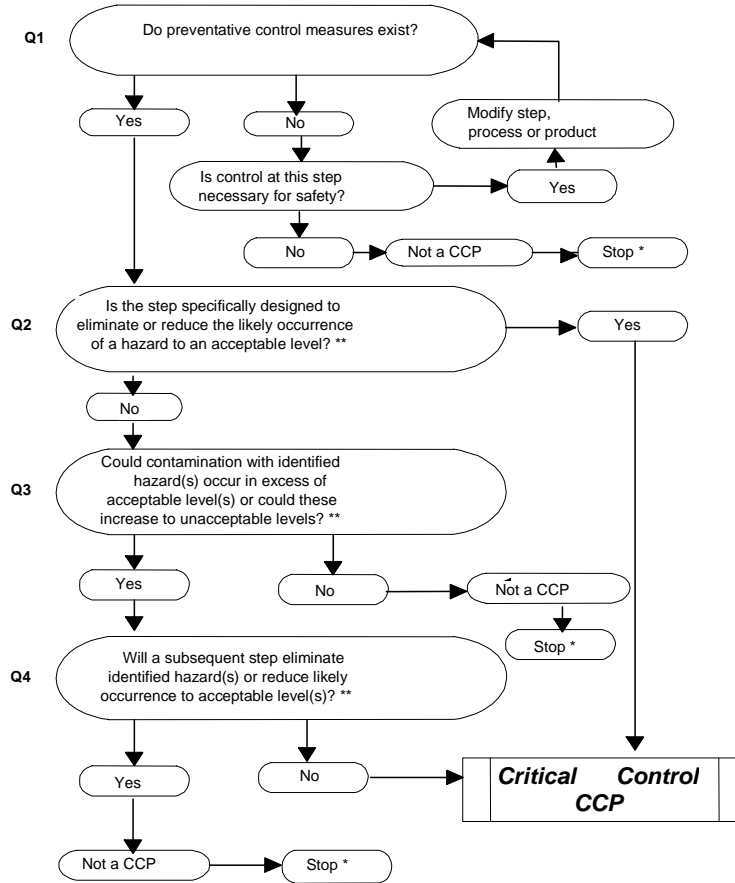 Q1
Do preventative control measures exist?
Yes
No
Modify step,
process or product
Is control at this step
necessary for safety?
Yes
No
Not a CCP
Stop *
Q2
Is the step specifically designed to
eliminate or reduce the likely occurrence
of a hazard to an acceptable level? **
Yes
No
Q3
Could contamination with identified
hazard(s) occur in excess of
acceptable level(s) or could these
increase to unacceptable levels? **
Yes
No
Not a CCP
Stop *
Q4
Will a subsequent step eliminate
identified hazard(s) or reduce likely
occurrence to acceptable level(s)? **
Yes
No
Critical Control
CCP
Not a CCP
Stop *